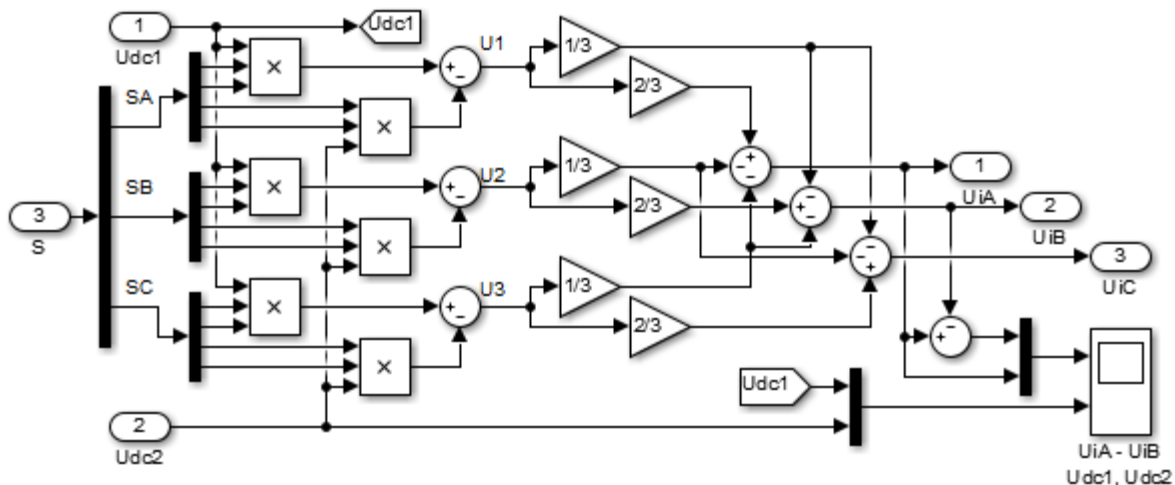 1
Udc1
Udc1
SA
U1
1/3
2/3
3
S
SB
U2
1/3
2/3
1
UiA
2
UiB
3
UiC
SC
U3
1/3
2/3
2
Udc2
Udc1
UiA - UiB
Udc1, Udc2